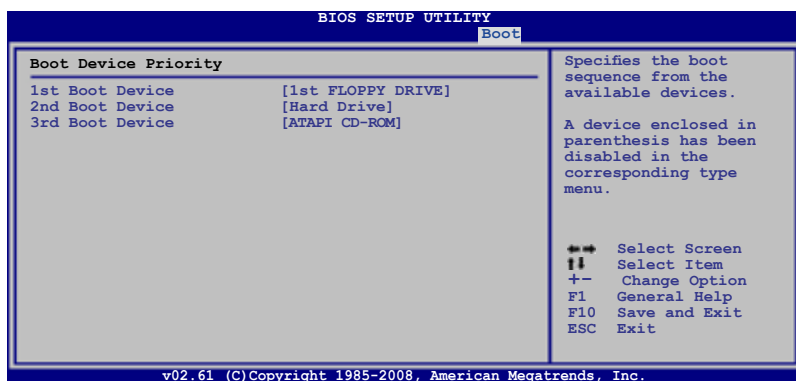 BIOS SETUP UTILITY
Boot
Boot Device Priority
1st Boot Device [1st FLOPPY DRIVE]
2nd Boot Device [Hard Drive]
3rd Boot Device [ATAPI CD-ROM]
Specifies the boot
sequence from the
available devices.
A device enclosed in
parenthesis has been
disabled in the
corresponding type
menu.
←→ Select Screen
↑↓ Select Item
+- Change Option
F1 General Help
F10 Save and Exit
ESC Exit
v02.61 (C)Copyright 1985-2008, American Megatrends, Inc.